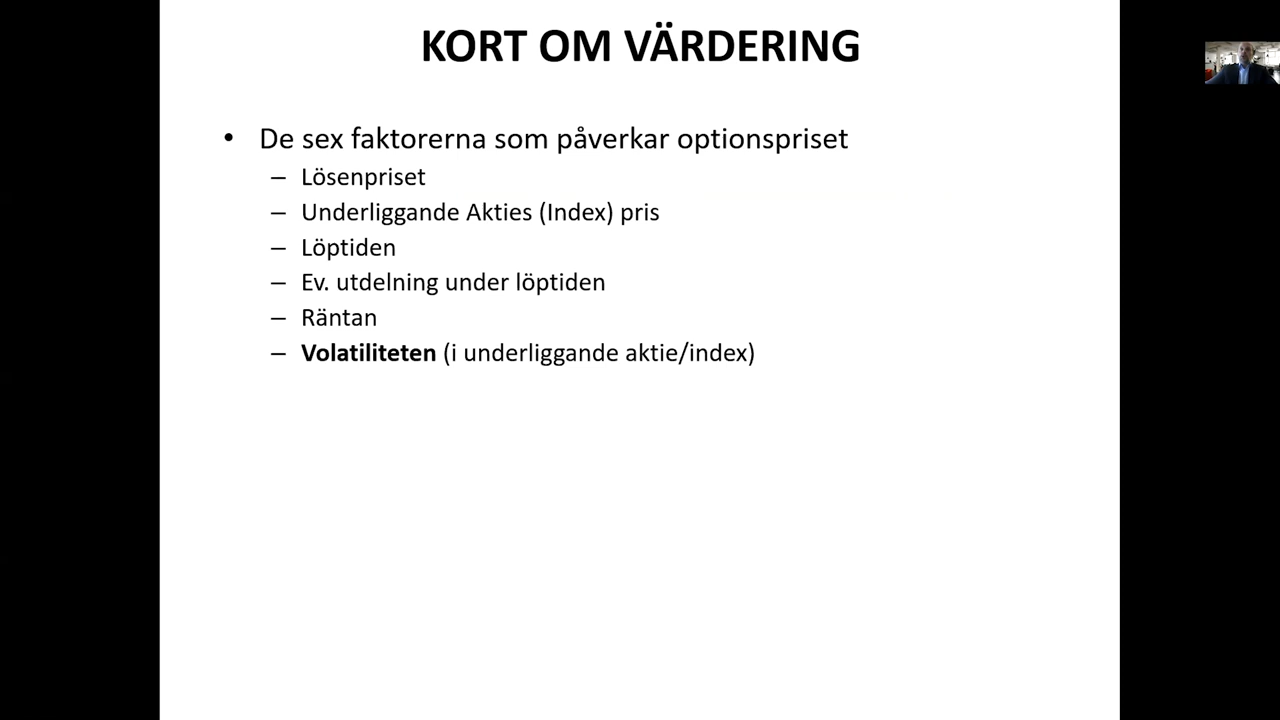 KORT OM VÄRDERING
• De sex faktorerna som påverkar optionspriset
– Lösenpriset
– Underliggande Akties (Index) pris
– Löptiden
– Ev. utdelning under löptiden
– Räntan
– Volatiliteten (i underliggande aktie/index)